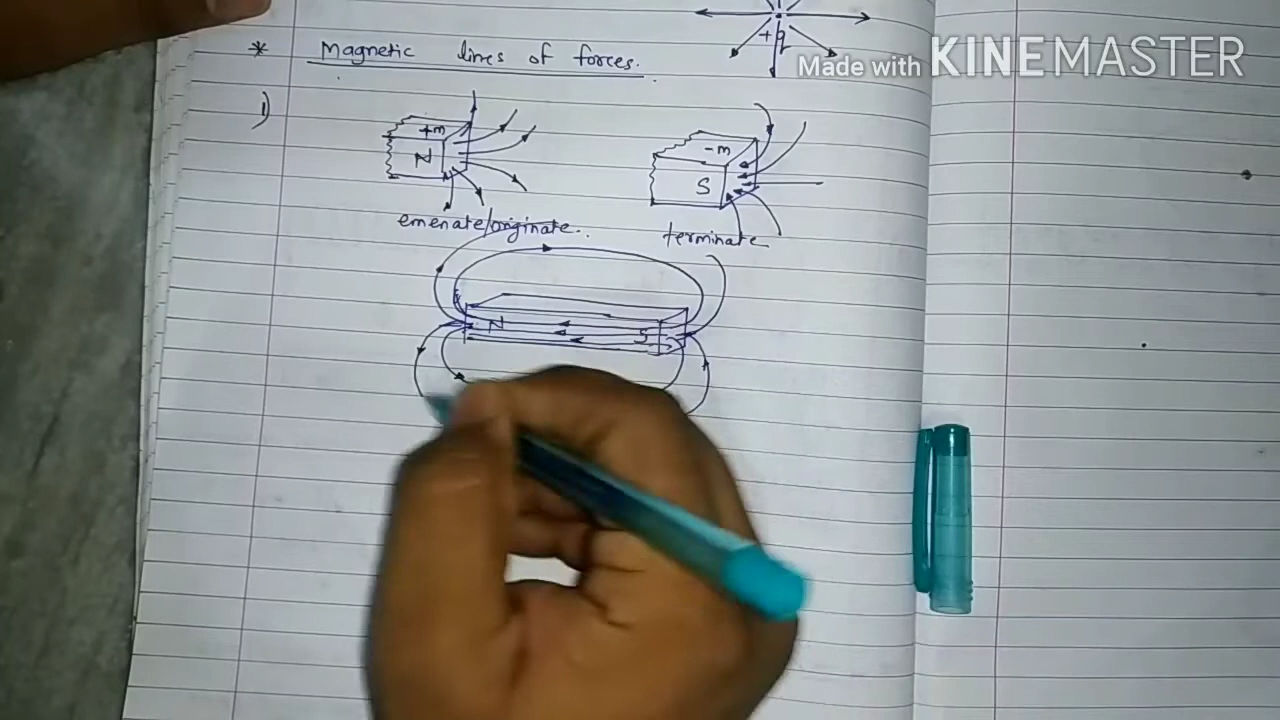 +q
Made with KINEMASTER
* Magnetic lines of forces.
1)
+m
N
-m
S
emenate/originate.
terminate
N S